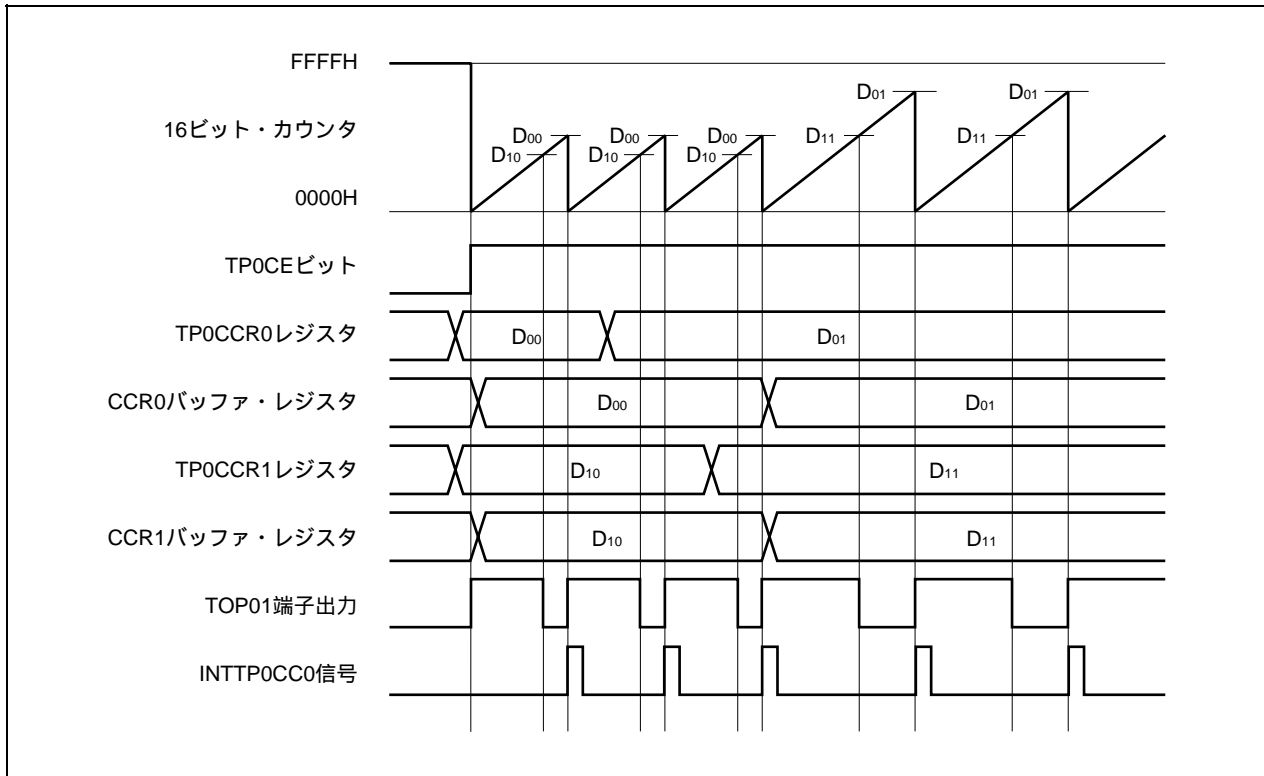 FFFFH
16ビット・カウンタ
0000H
D00 D00 D00 D01 D01
D10 D10 D10 D11 D11
TP0CEビット
TP0CCR0レジスタ D00 D01
CCR0バッファ・レジスタ D00 D01
TP0CCR1レジスタ D10 D11
CCR1バッファ・レジスタ D10 D11
TOP01端子出力
INTTP0CC0信号